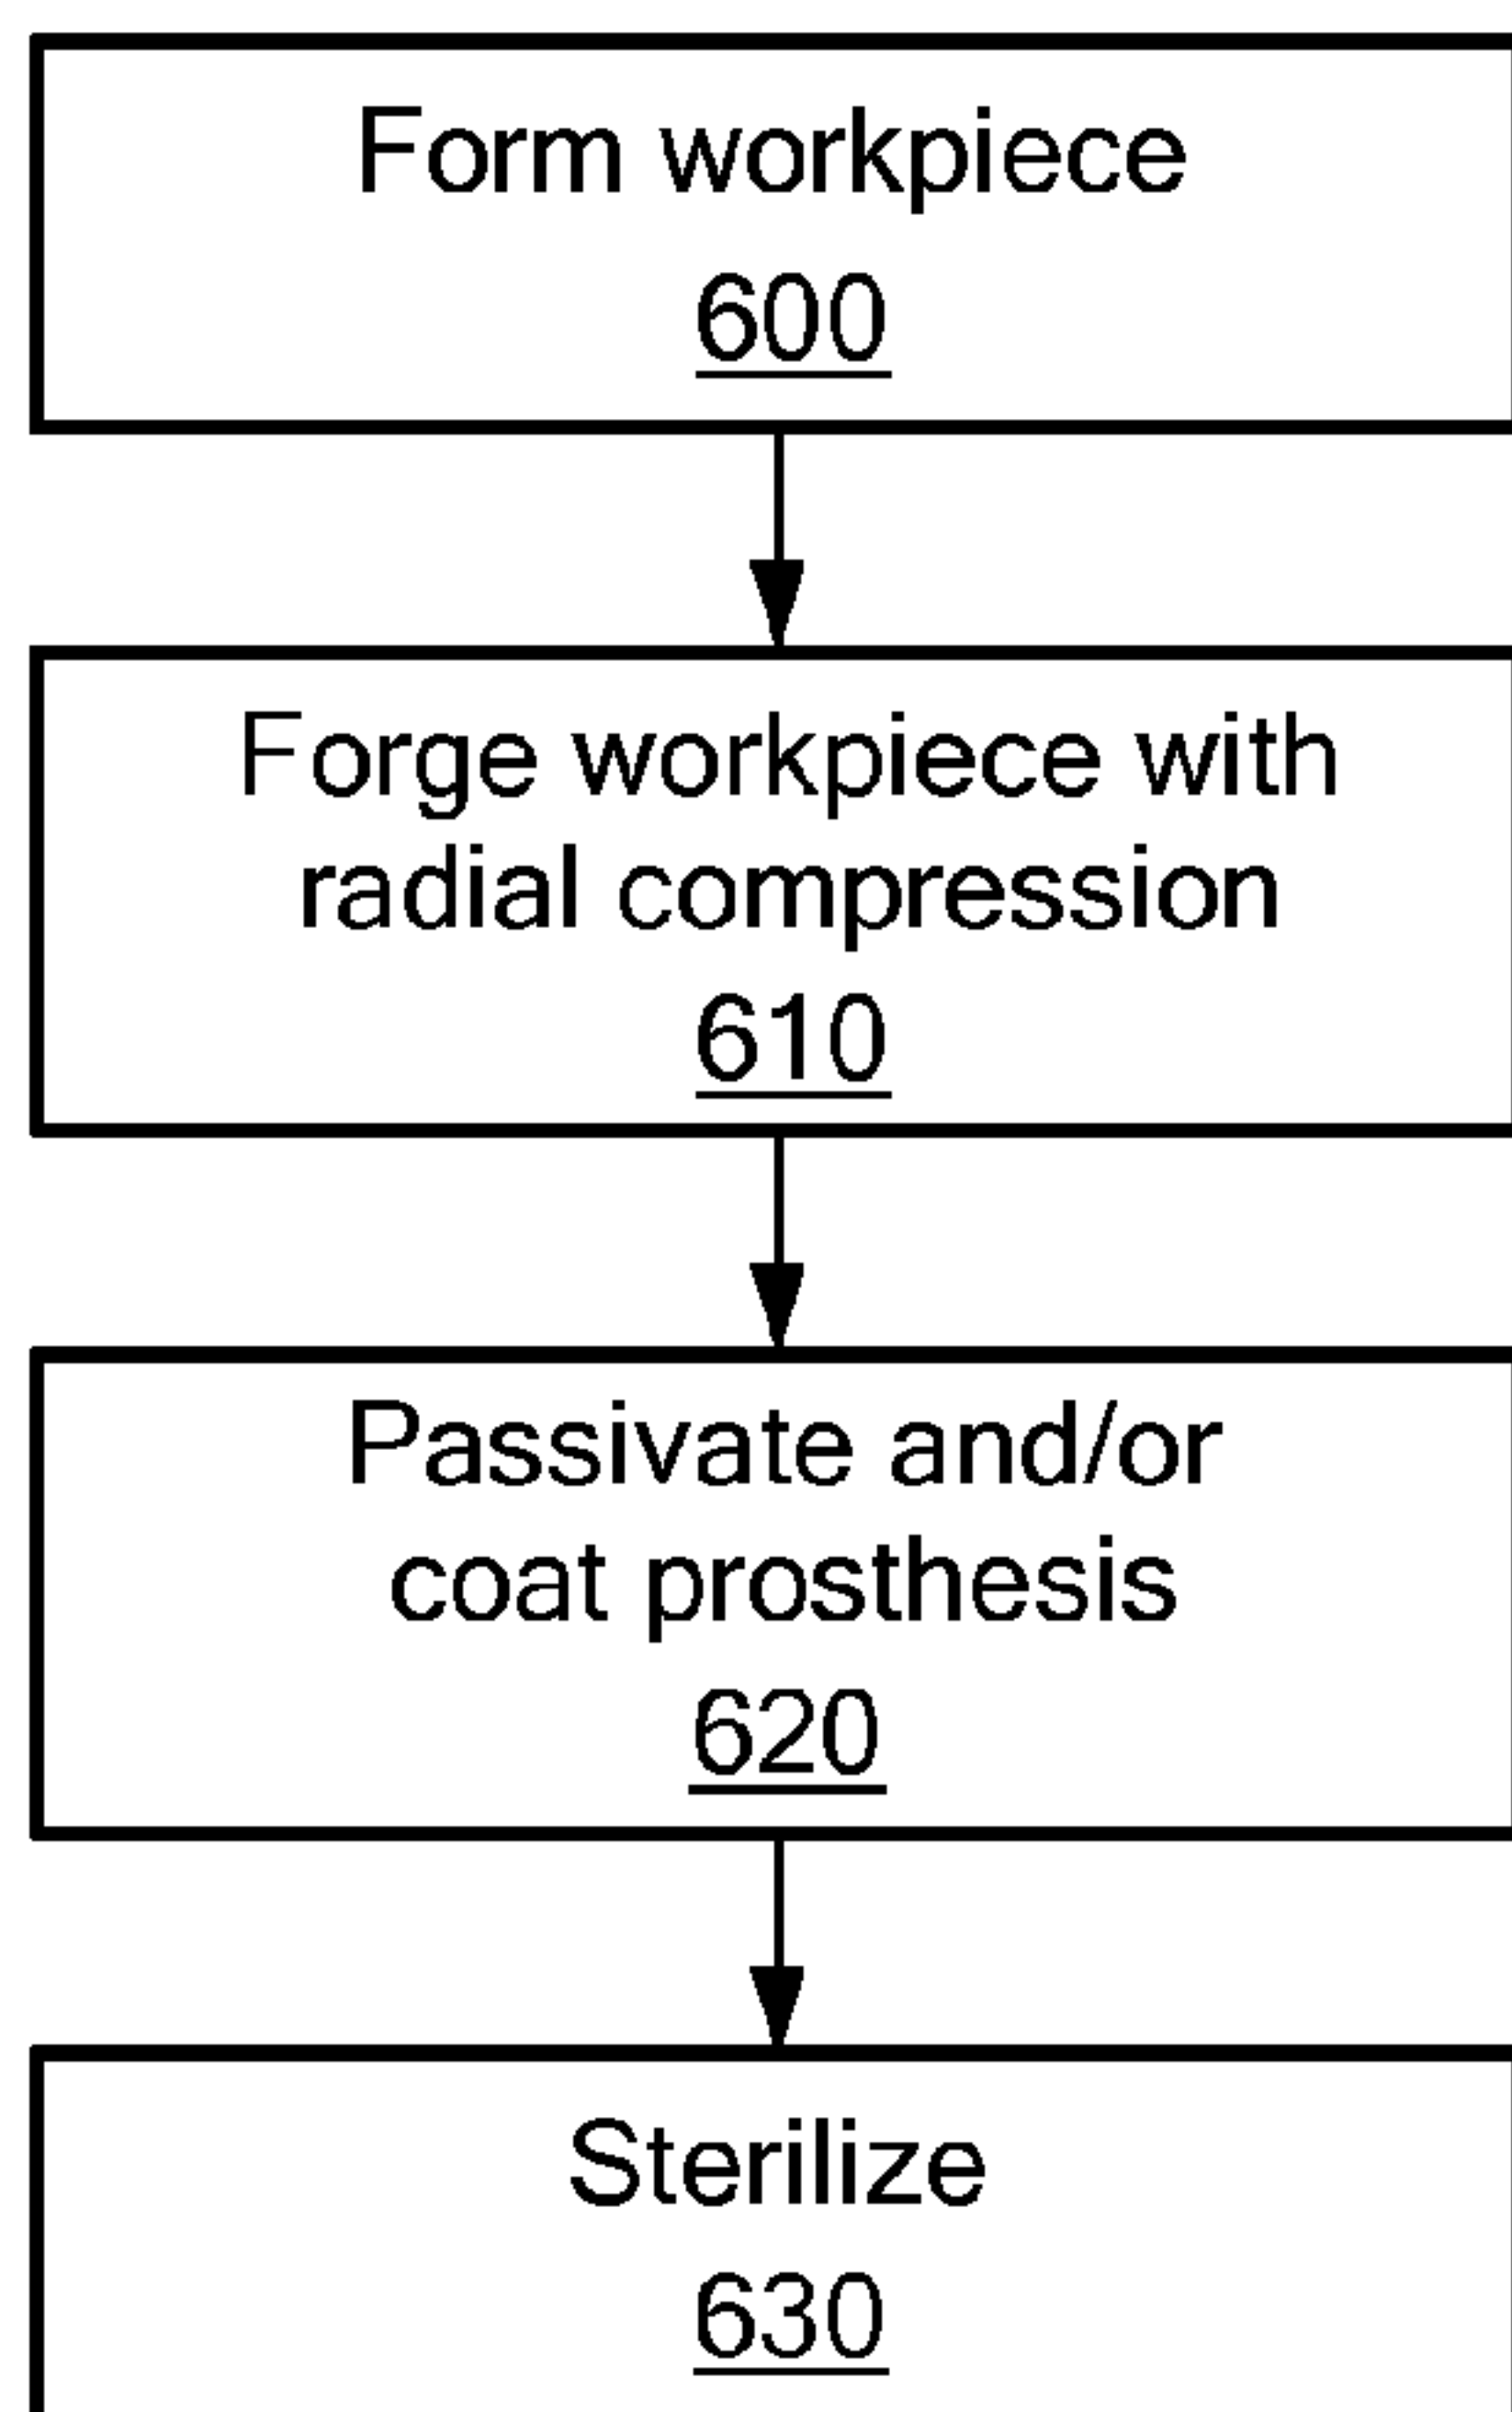 Form workpiece
600
Forge workpiece with
radial compression
610
Passivate and/or
coat prosthesis
620
Sterilize
630